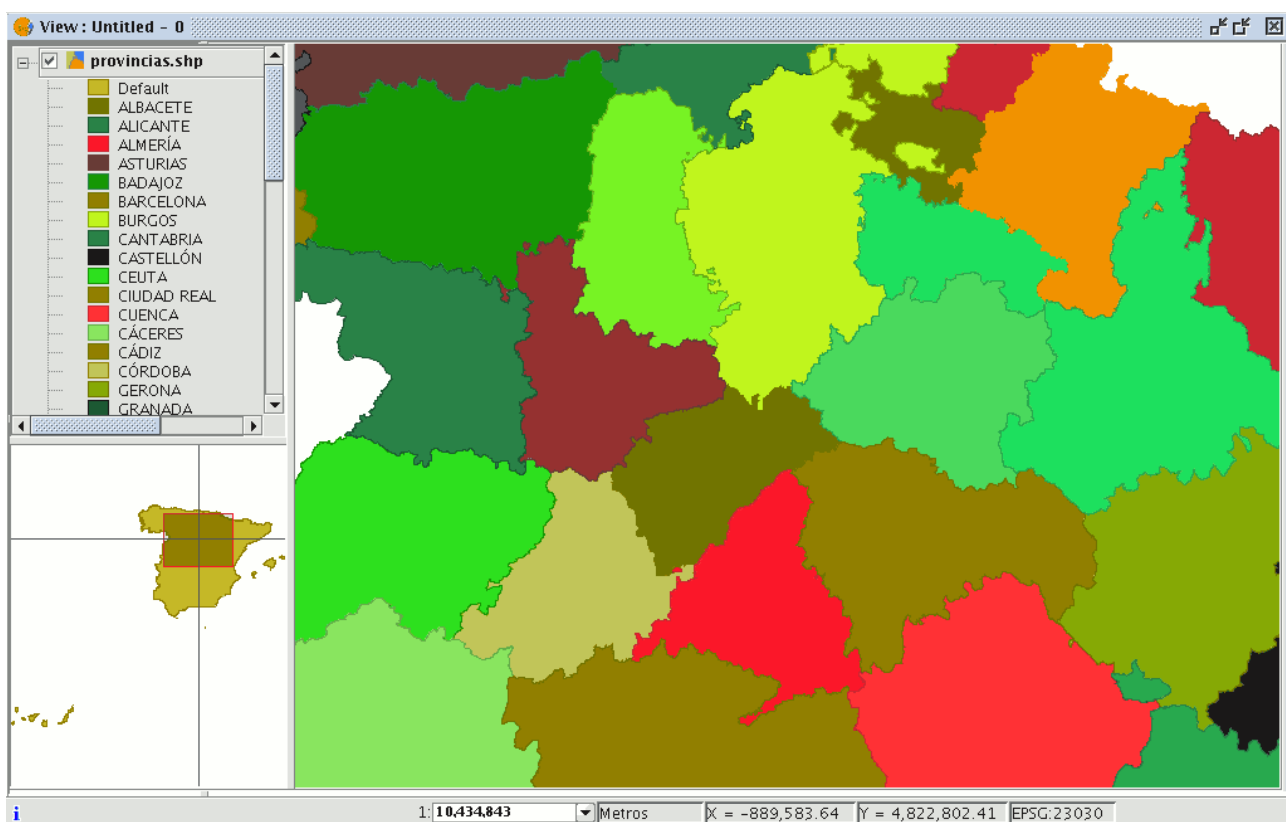 View : Untitled - 0
provincias.shp
Default
ALBACETE
ALICANTE
ALMERÍA
ASTURIAS
BADAJOZ
BARCELONA
BURGOS
CANTABRIA
CASTELLÓN
CEUTA
CIUDAD REAL
CUENCA
CÁCERES
CÁDIZ
CÓRDOBA
GERONA
GRANADA
i 1: 10,434,843 Metros X = -889,583.64 Y = 4,822,802.41 EPSG:23030